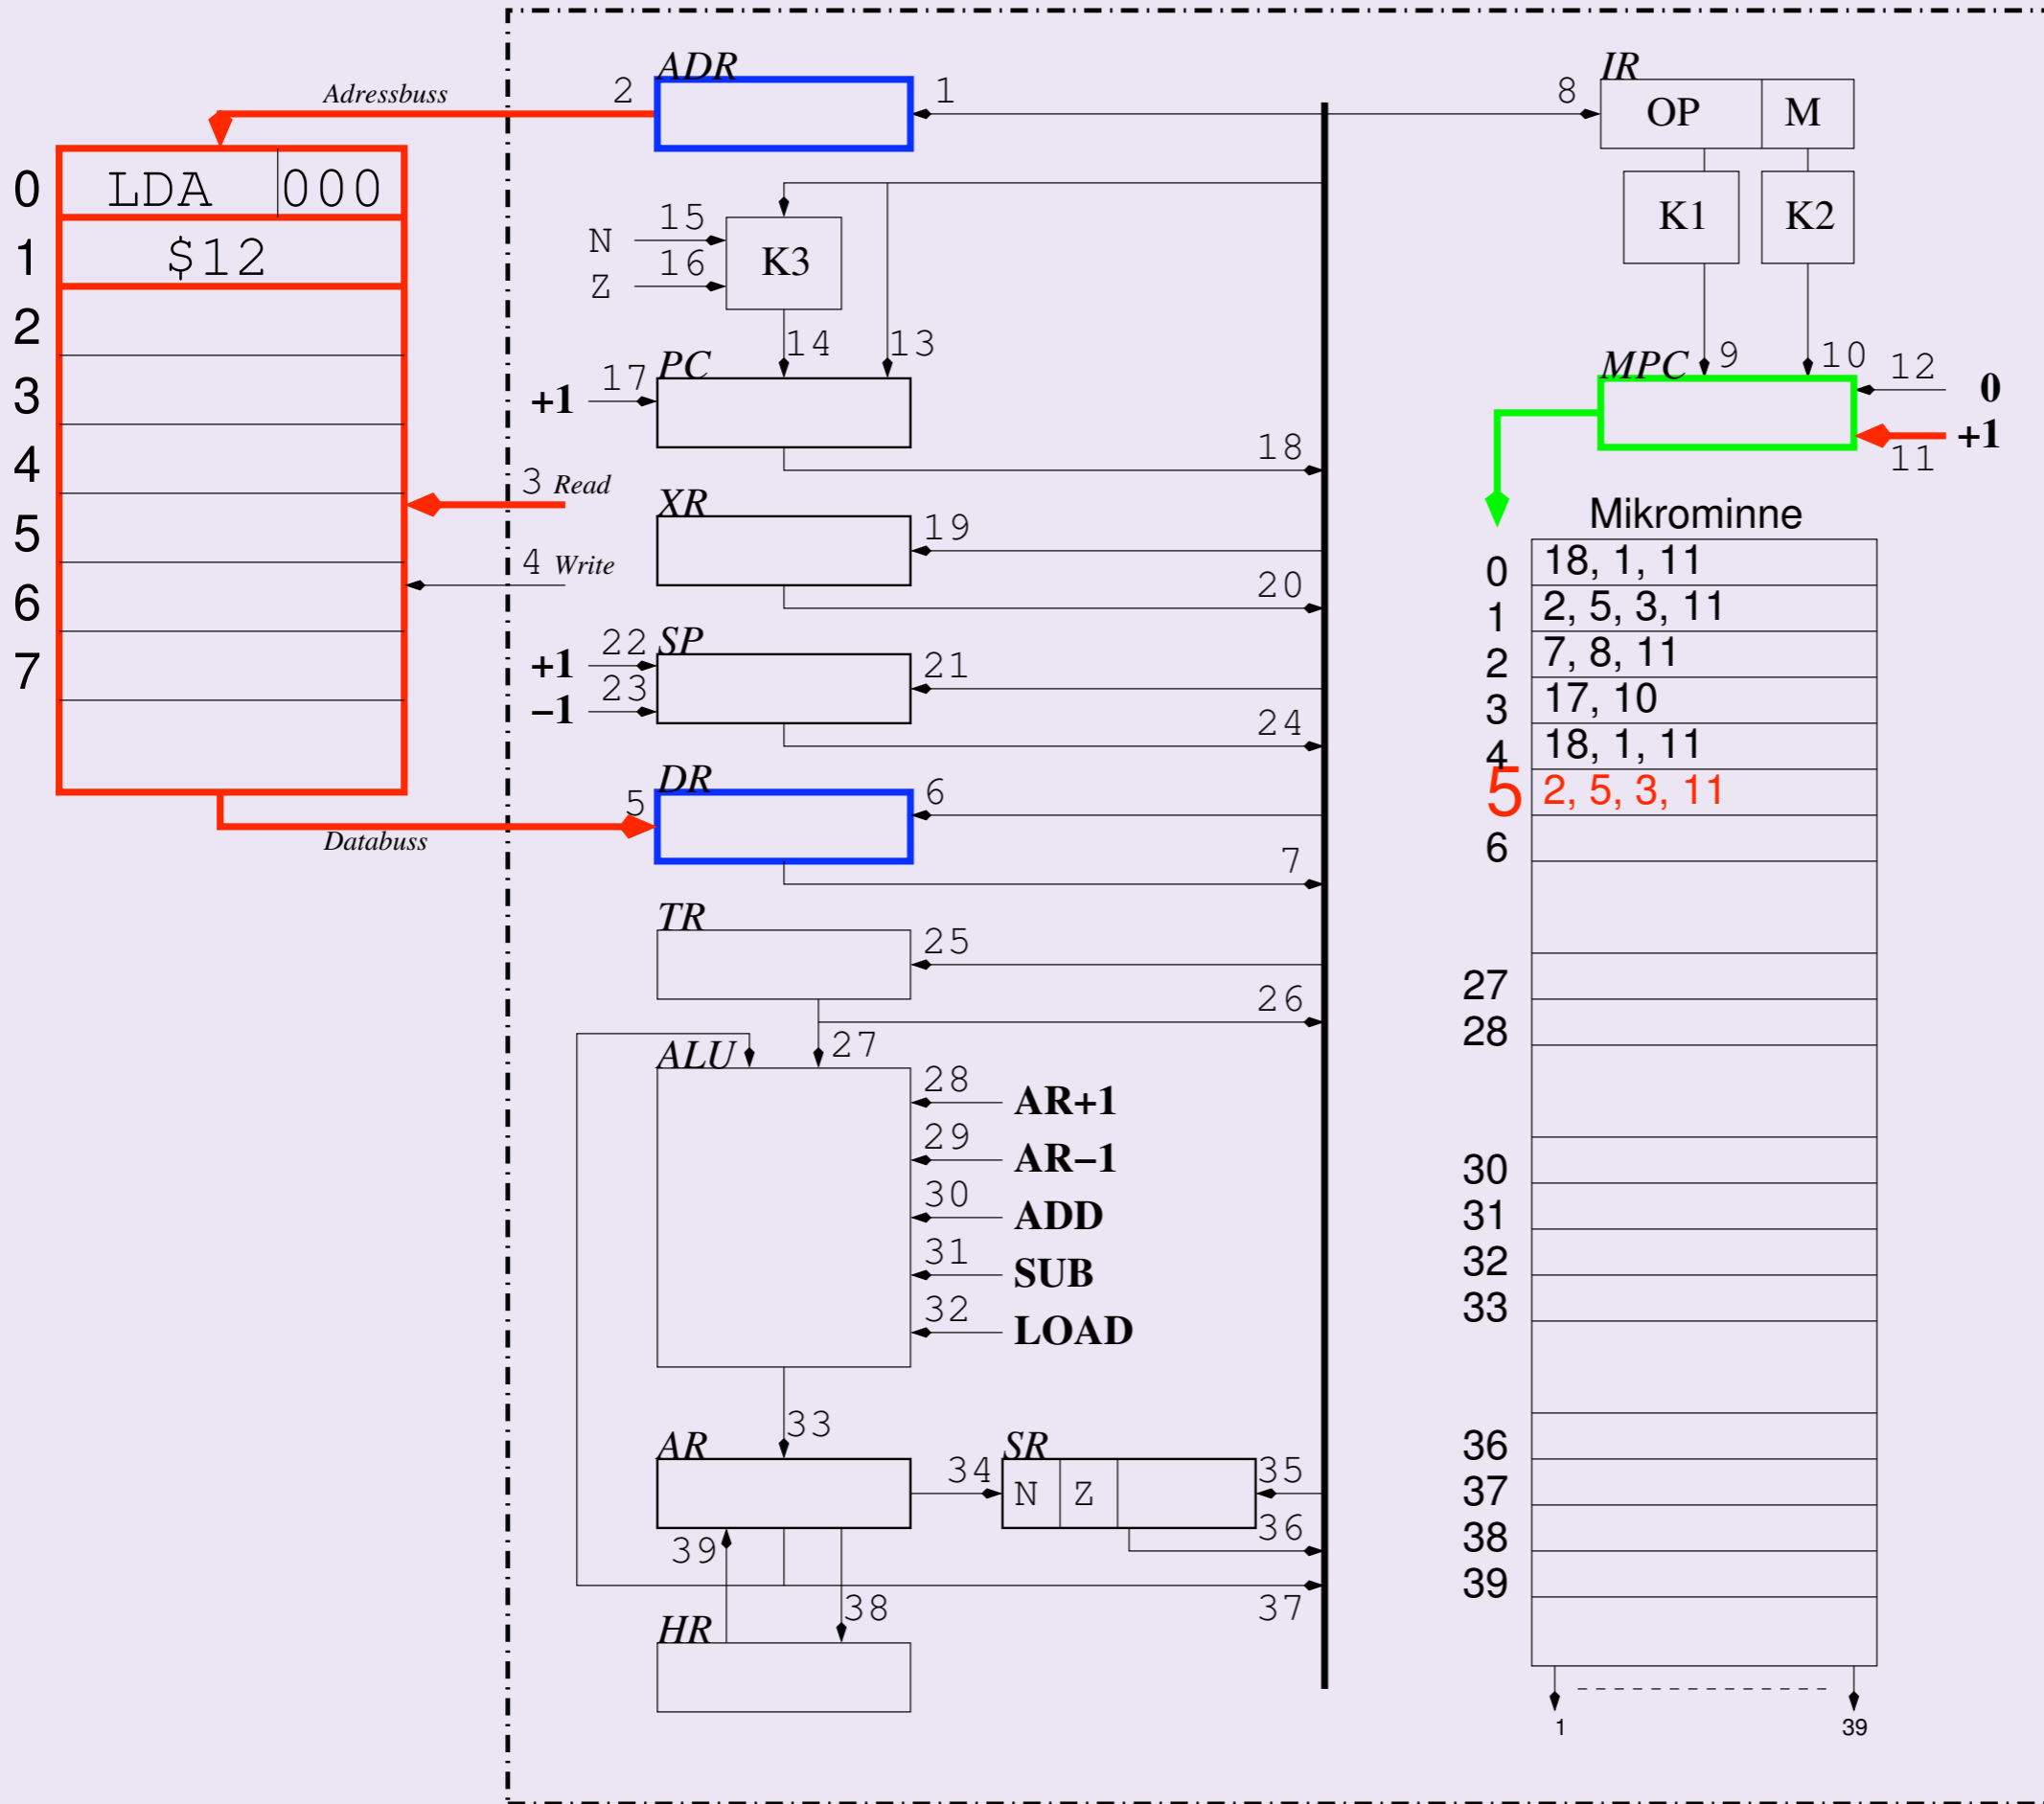 ADR
IR
2
Adressbuss
1
8
OP
M
0
LDA
000
15
N
K1
K2
1
$12
16
K3
Z
2
14
13
9
10
PC
MPC
12
0
3
17
+1
+1
18
11
4
3 Read
XR
Mikrominne
19
5
0
18, 1, 11
4 Write
20
6
1
2, 5, 3, 11
22
SP
2
7, 8, 11
7
+1
21
23
3
17, 10
−1
24
4
18, 1, 11
DR
5
2, 5, 3, 11
5
6
Databuss
6
7
TR
25
27
26
28
27
ALU
28
AR+1
29
AR−1
30
30
ADD
31
31
SUB
32
32
LOAD
33
33
AR
SR
36
34
N
Z
35
37
36
39
38
39
37
38
HR
1
39